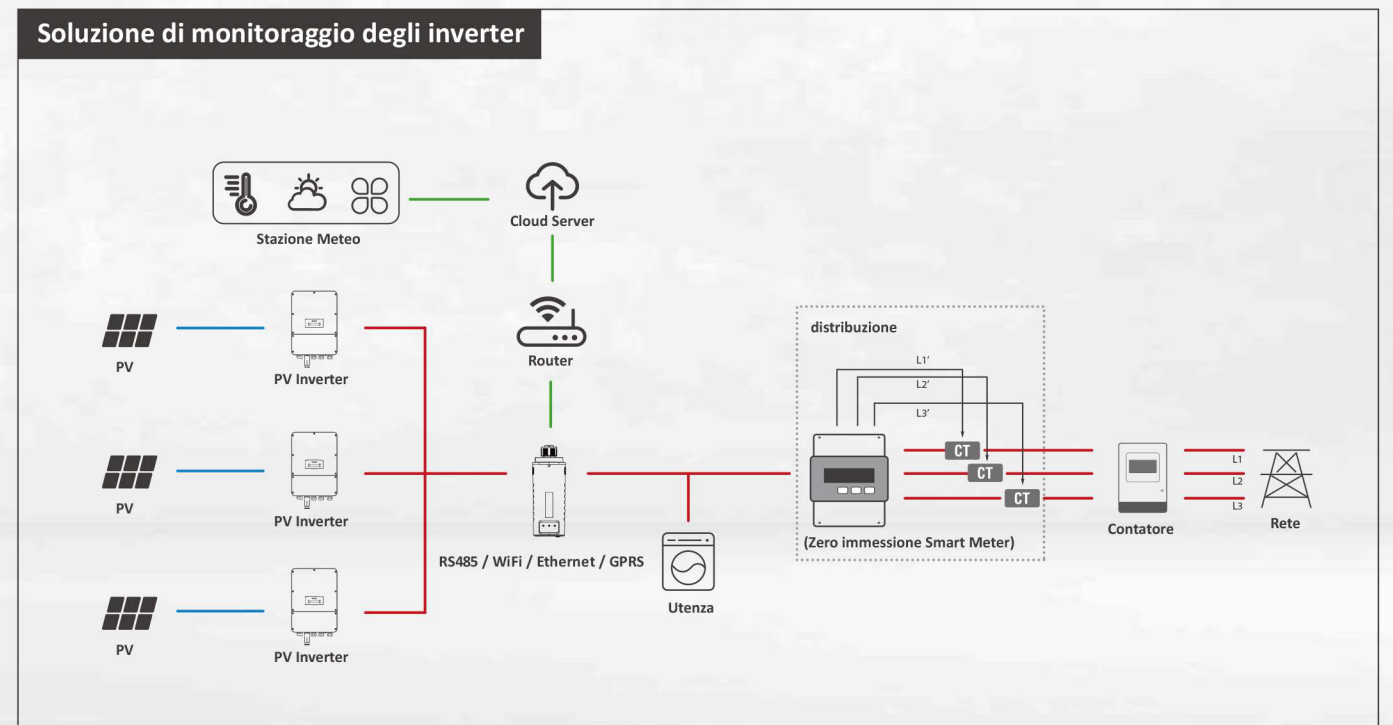 Soluzione di monitoraggio degli inverter
Stazione Meteo
Cloud Server
Router
PV
PV Inverter
PV
PV Inverter
PV
PV Inverter
RS485 / WiFi / Ethernet / GPRS
Utenza
distribuzione
L1'
L2'
L3'
CT
CT
CT
(Zero immessione Smart Meter)
Contatore
L1
L2
L3
Rete